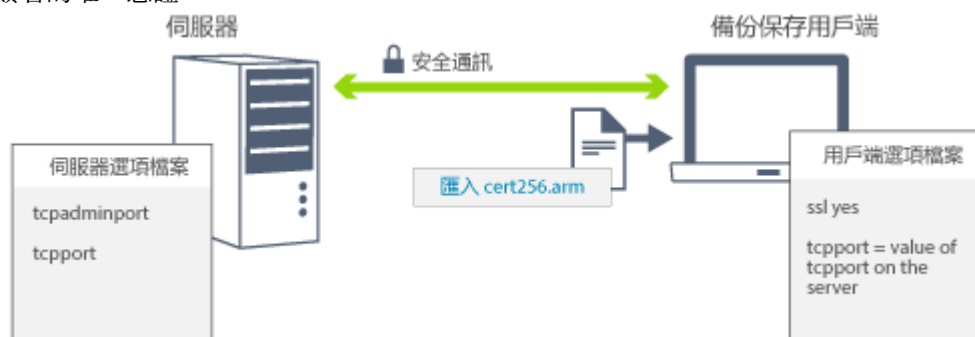 伺服器
備份保存用戶端
安全通訊
伺服器選項檔案
tcpadminport
tcpport
匯入 cert256.arm
用戶端選項檔案
ssl yes
tcpport = value of
tcpport on the
server